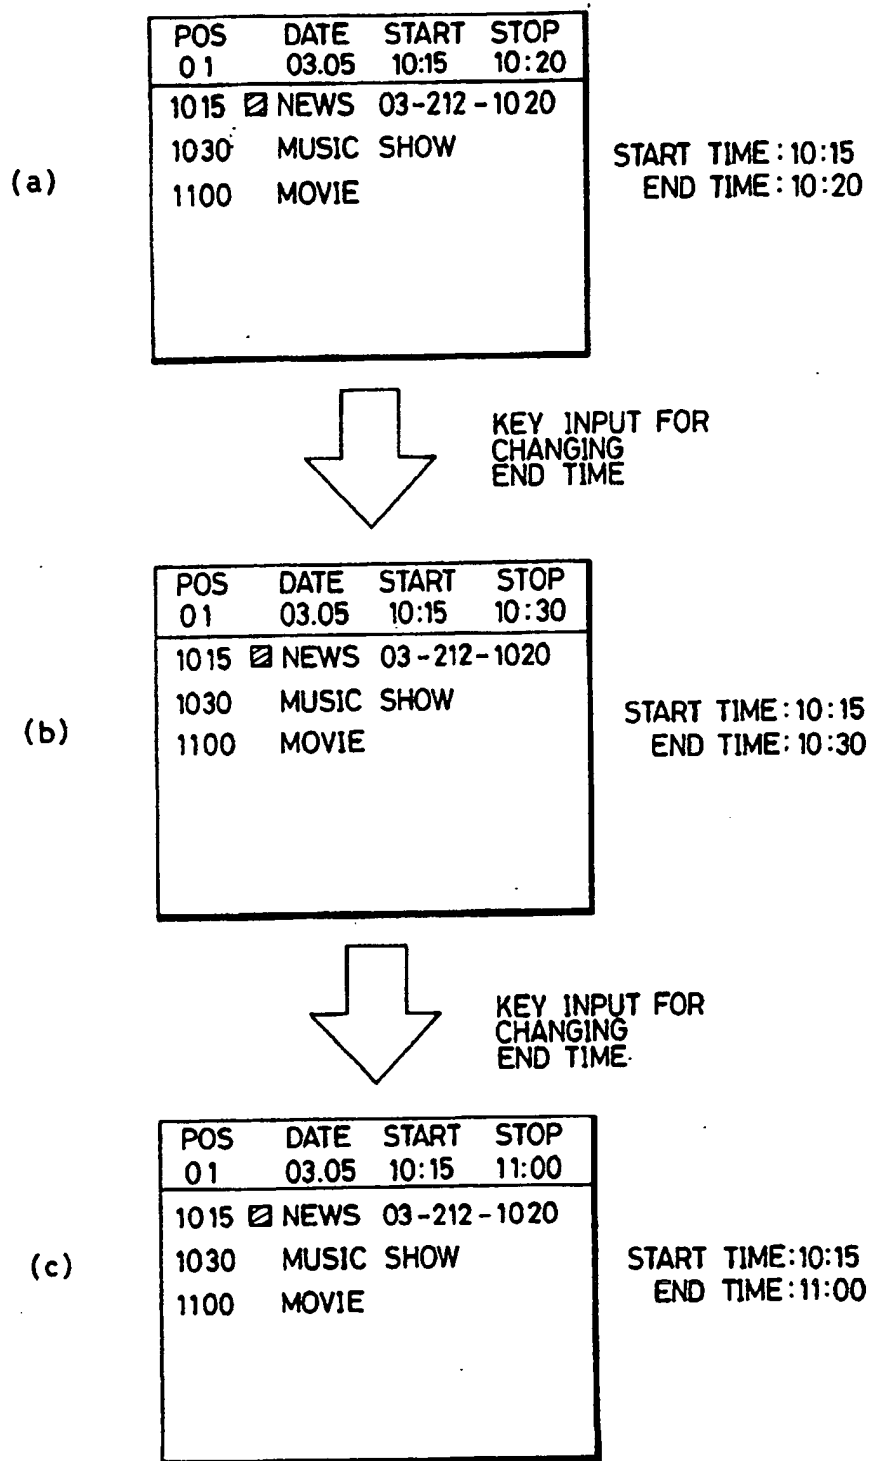 POS DATE START STOP
01 03.05 10:15 10:20
1015 NEWS 03-212-1020
1030 MUSIC SHOW
1100 MOVIE
(a)
START TIME:10:15
END TIME:10:20
KEY INPUT FOR
CHANGING
END TIME
POS DATE START STOP
01 03.05 10:15 10:30
1015 NEWS 03-212-1020
1030 MUSIC SHOW
1100 MOVIE
(b)
START TIME:10:15
END TIME:10:30
KEY INPUT FOR
CHANGING
END TIME
POS DATE START STOP
01 03.05 10:15 11:00
1015 NEWS 03-212-1020
1030 MUSIC SHOW
1100 MOVIE
(c)
START TIME:10:15
END TIME:11:00